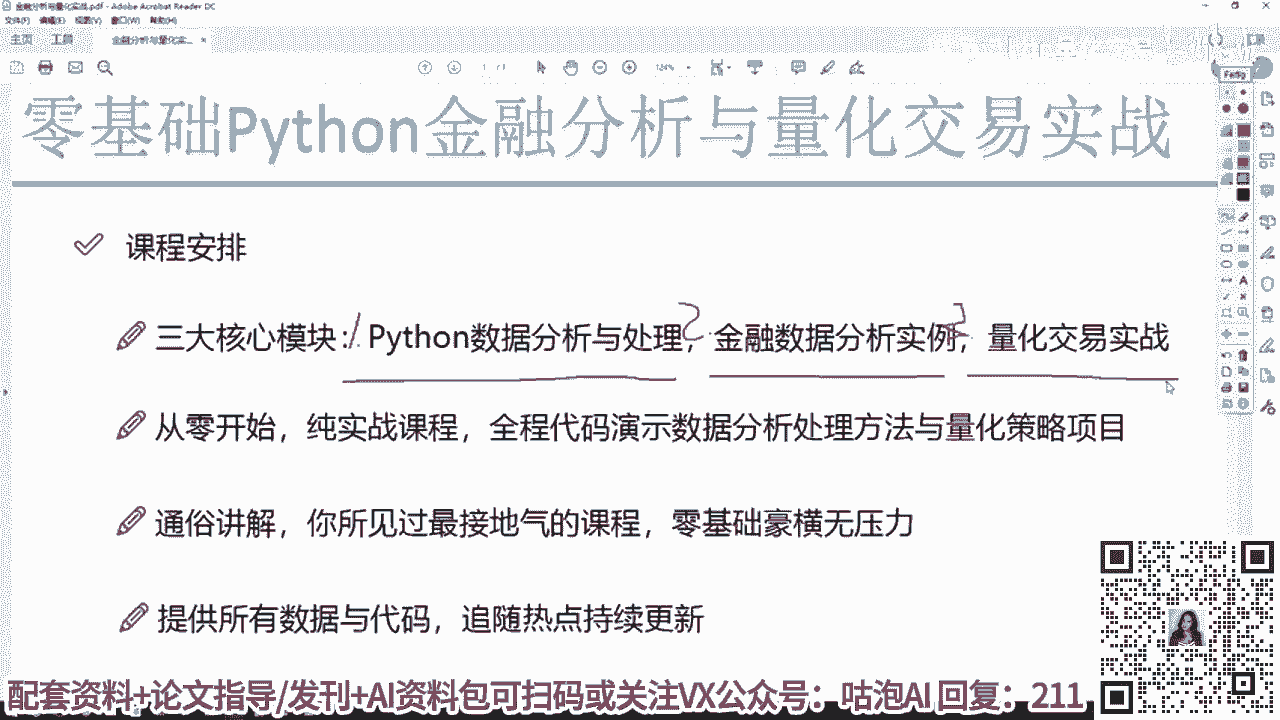 金融分析与量化实战.pdf - Adobe Acrobat Reader DC
文件(F) 编辑(E) 视图(V) 窗口(W) 帮助(H)
主页 工具 金融分析与量化实...
1 / 1 124%
Fertig
零基础Python金融分析与量化交易实战
课程安排
三大核心模块：Python数据分析与处理，金融数据分析实例，量化交易实战
从零开始，纯实战课程，全程代码演示数据分析处理方法与量化策略项目
通俗讲解，你所见过最接地气的课程，零基础豪横无压力
提供所有数据与代码，追随热点持续更新
配套资料+论文指导/发刊+AI资料包可扫码或关注VX公众号：咕泡AI 回复：211